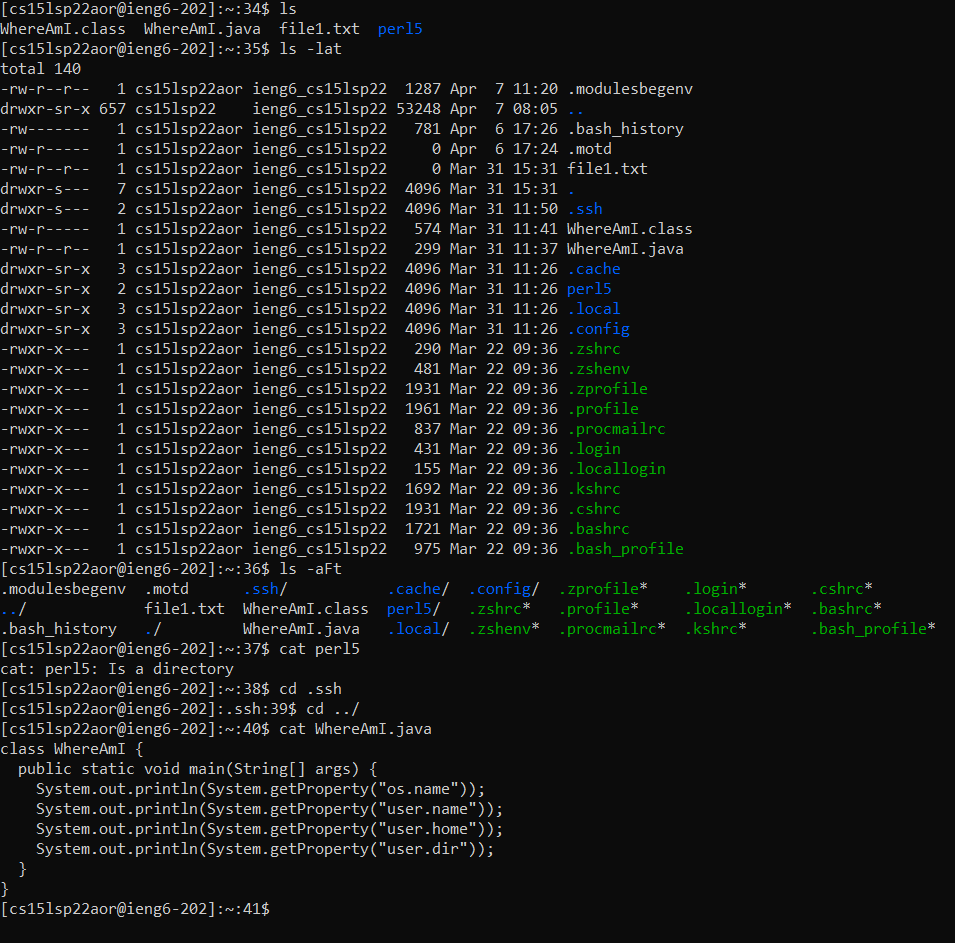 [cs15lsp22aor@ieng6-202]:~:34$ ls
WhereAmI.class  WhereAmI.java  file1.txt  perl5
[cs15lsp22aor@ieng6-202]:~:35$ ls -lat
total 140
-rw-r--r--   1 cs15lsp22aor ieng6_cs15lsp22  1287 Apr  7 11:20 .modulesbegenv
drwxr-sr-x 657 cs15lsp22    ieng6_cs15lsp22 53248 Apr  7 08:05 ..
-rw-------   1 cs15lsp22aor ieng6_cs15lsp22   781 Apr  6 17:26 .bash_history
-rw-r-----   1 cs15lsp22aor ieng6_cs15lsp22     0 Apr  6 17:24 .motd
-rw-r--r--   1 cs15lsp22aor ieng6_cs15lsp22     0 Mar 31 15:31 file1.txt
drwxr-s---   7 cs15lsp22aor ieng6_cs15lsp22  4096 Mar 31 15:31 .
drwxr-s---   2 cs15lsp22aor ieng6_cs15lsp22  4096 Mar 31 11:50 .ssh
-rw-r-----   1 cs15lsp22aor ieng6_cs15lsp22   574 Mar 31 11:41 WhereAmI.class
-rw-r--r--   1 cs15lsp22aor ieng6_cs15lsp22   299 Mar 31 11:37 WhereAmI.java
drwxr-sr-x   3 cs15lsp22aor ieng6_cs15lsp22  4096 Mar 31 11:26 .cache
drwxr-sr-x   2 cs15lsp22aor ieng6_cs15lsp22  4096 Mar 31 11:26 perl5
drwxr-sr-x   3 cs15lsp22aor ieng6_cs15lsp22  4096 Mar 31 11:26 .local
drwxr-sr-x   3 cs15lsp22aor ieng6_cs15lsp22  4096 Mar 31 11:26 .config
-rwxr-x---   1 cs15lsp22aor ieng6_cs15lsp22   290 Mar 22 09:36 .zshrc
-rwxr-x---   1 cs15lsp22aor ieng6_cs15lsp22   481 Mar 22 09:36 .zshenv
-rwxr-x---   1 cs15lsp22aor ieng6_cs15lsp22  1931 Mar 22 09:36 .zprofile
-rwxr-x---   1 cs15lsp22aor ieng6_cs15lsp22  1961 Mar 22 09:36 .profile
-rwxr-x---   1 cs15lsp22aor ieng6_cs15lsp22   837 Mar 22 09:36 .procmailrc
-rwxr-x---   1 cs15lsp22aor ieng6_cs15lsp22   431 Mar 22 09:36 .login
-rwxr-x---   1 cs15lsp22aor ieng6_cs15lsp22   155 Mar 22 09:36 .locallogin
-rwxr-x---   1 cs15lsp22aor ieng6_cs15lsp22  1692 Mar 22 09:36 .kshrc
-rwxr-x---   1 cs15lsp22aor ieng6_cs15lsp22  1931 Mar 22 09:36 .cshrc
-rwxr-x---   1 cs15lsp22aor ieng6_cs15lsp22  1721 Mar 22 09:36 .bashrc
-rwxr-x---   1 cs15lsp22aor ieng6_cs15lsp22   975 Mar 22 09:36 .bash_profile
[cs15lsp22aor@ieng6-202]:~:36$ ls -aFt
.modulesbegenv  .motd      .ssh/           .cache/  .config/  .zprofile*    .login*       .cshrc*
../             file1.txt  WhereAmI.class  perl5/   .zshrc*   .profile*     .locallogin*  .bashrc*
.bash_history   ./         WhereAmI.java   .local/  .zshenv*  .procmailrc*  .kshrc*       .bash_profile*
[cs15lsp22aor@ieng6-202]:~:37$ cat perl5
cat: perl5: Is a directory
[cs15lsp22aor@ieng6-202]:~:38$ cd .ssh
[cs15lsp22aor@ieng6-202]:.ssh:39$ cd ../
[cs15lsp22aor@ieng6-202]:~:40$ cat WhereAmI.java
class WhereAmI {
  public static void main(String[] args) {
    System.out.println(System.getProperty("os.name"));
    System.out.println(System.getProperty("user.name"));
    System.out.println(System.getProperty("user.home"));
    System.out.println(System.getProperty("user.dir"));
  }
}
[cs15lsp22aor@ieng6-202]:~:41$